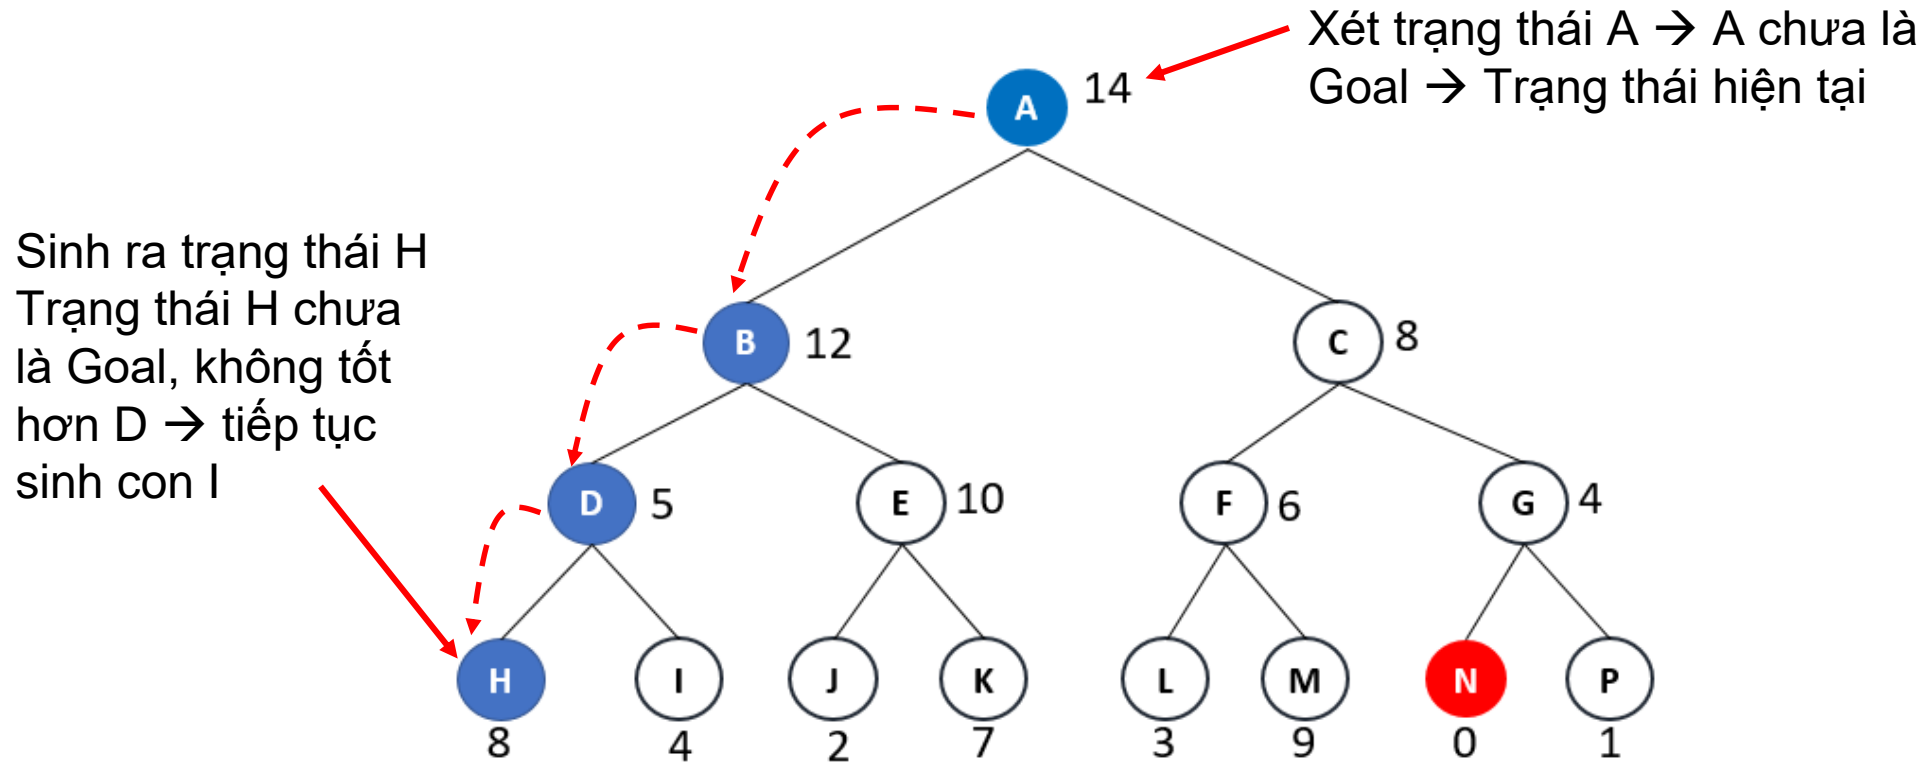 Xét trạng thái A → A chưa là
Goal → Trạng thái hiện tại
A 14
Sinh ra trạng thái H
Trạng thái H chưa
là Goal, không tốt
hơn D → tiếp tục
sinh con I
B 12 C 8
D 5 E 10 F 6 G 4
H I J K L M N P
8 4 2 7 3 9 0 1